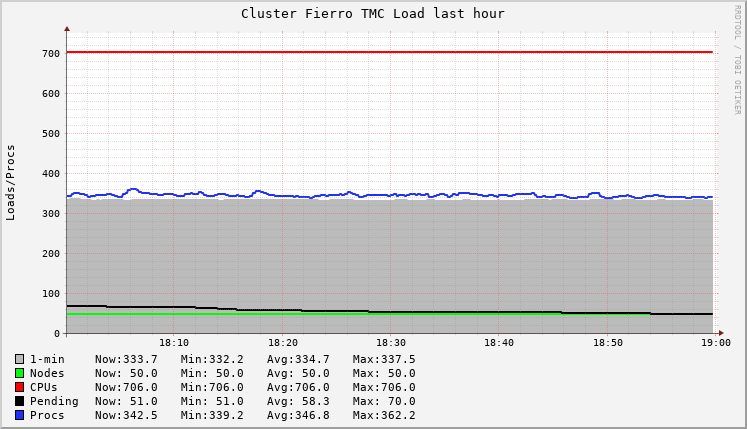 Cluster Fierro TMC Load last hour
RRDTOOL / TOBI OETIKER
Loads/Procs
700
600
500
400
300
200
100
0
18:10 18:20 18:30 18:40 18:50 19:00
1-min Now:333.7 Min:332.2 Avg:334.7 Max:337.5
Nodes Now: 50.0 Min: 50.0 Avg: 50.0 Max: 50.0
CPUs Now:706.0 Min:706.0 Avg:706.0 Max:706.0
Pending Now: 51.0 Min: 51.0 Avg: 58.3 Max: 70.0
Procs Now:342.5 Min:339.2 Avg:346.8 Max:362.2